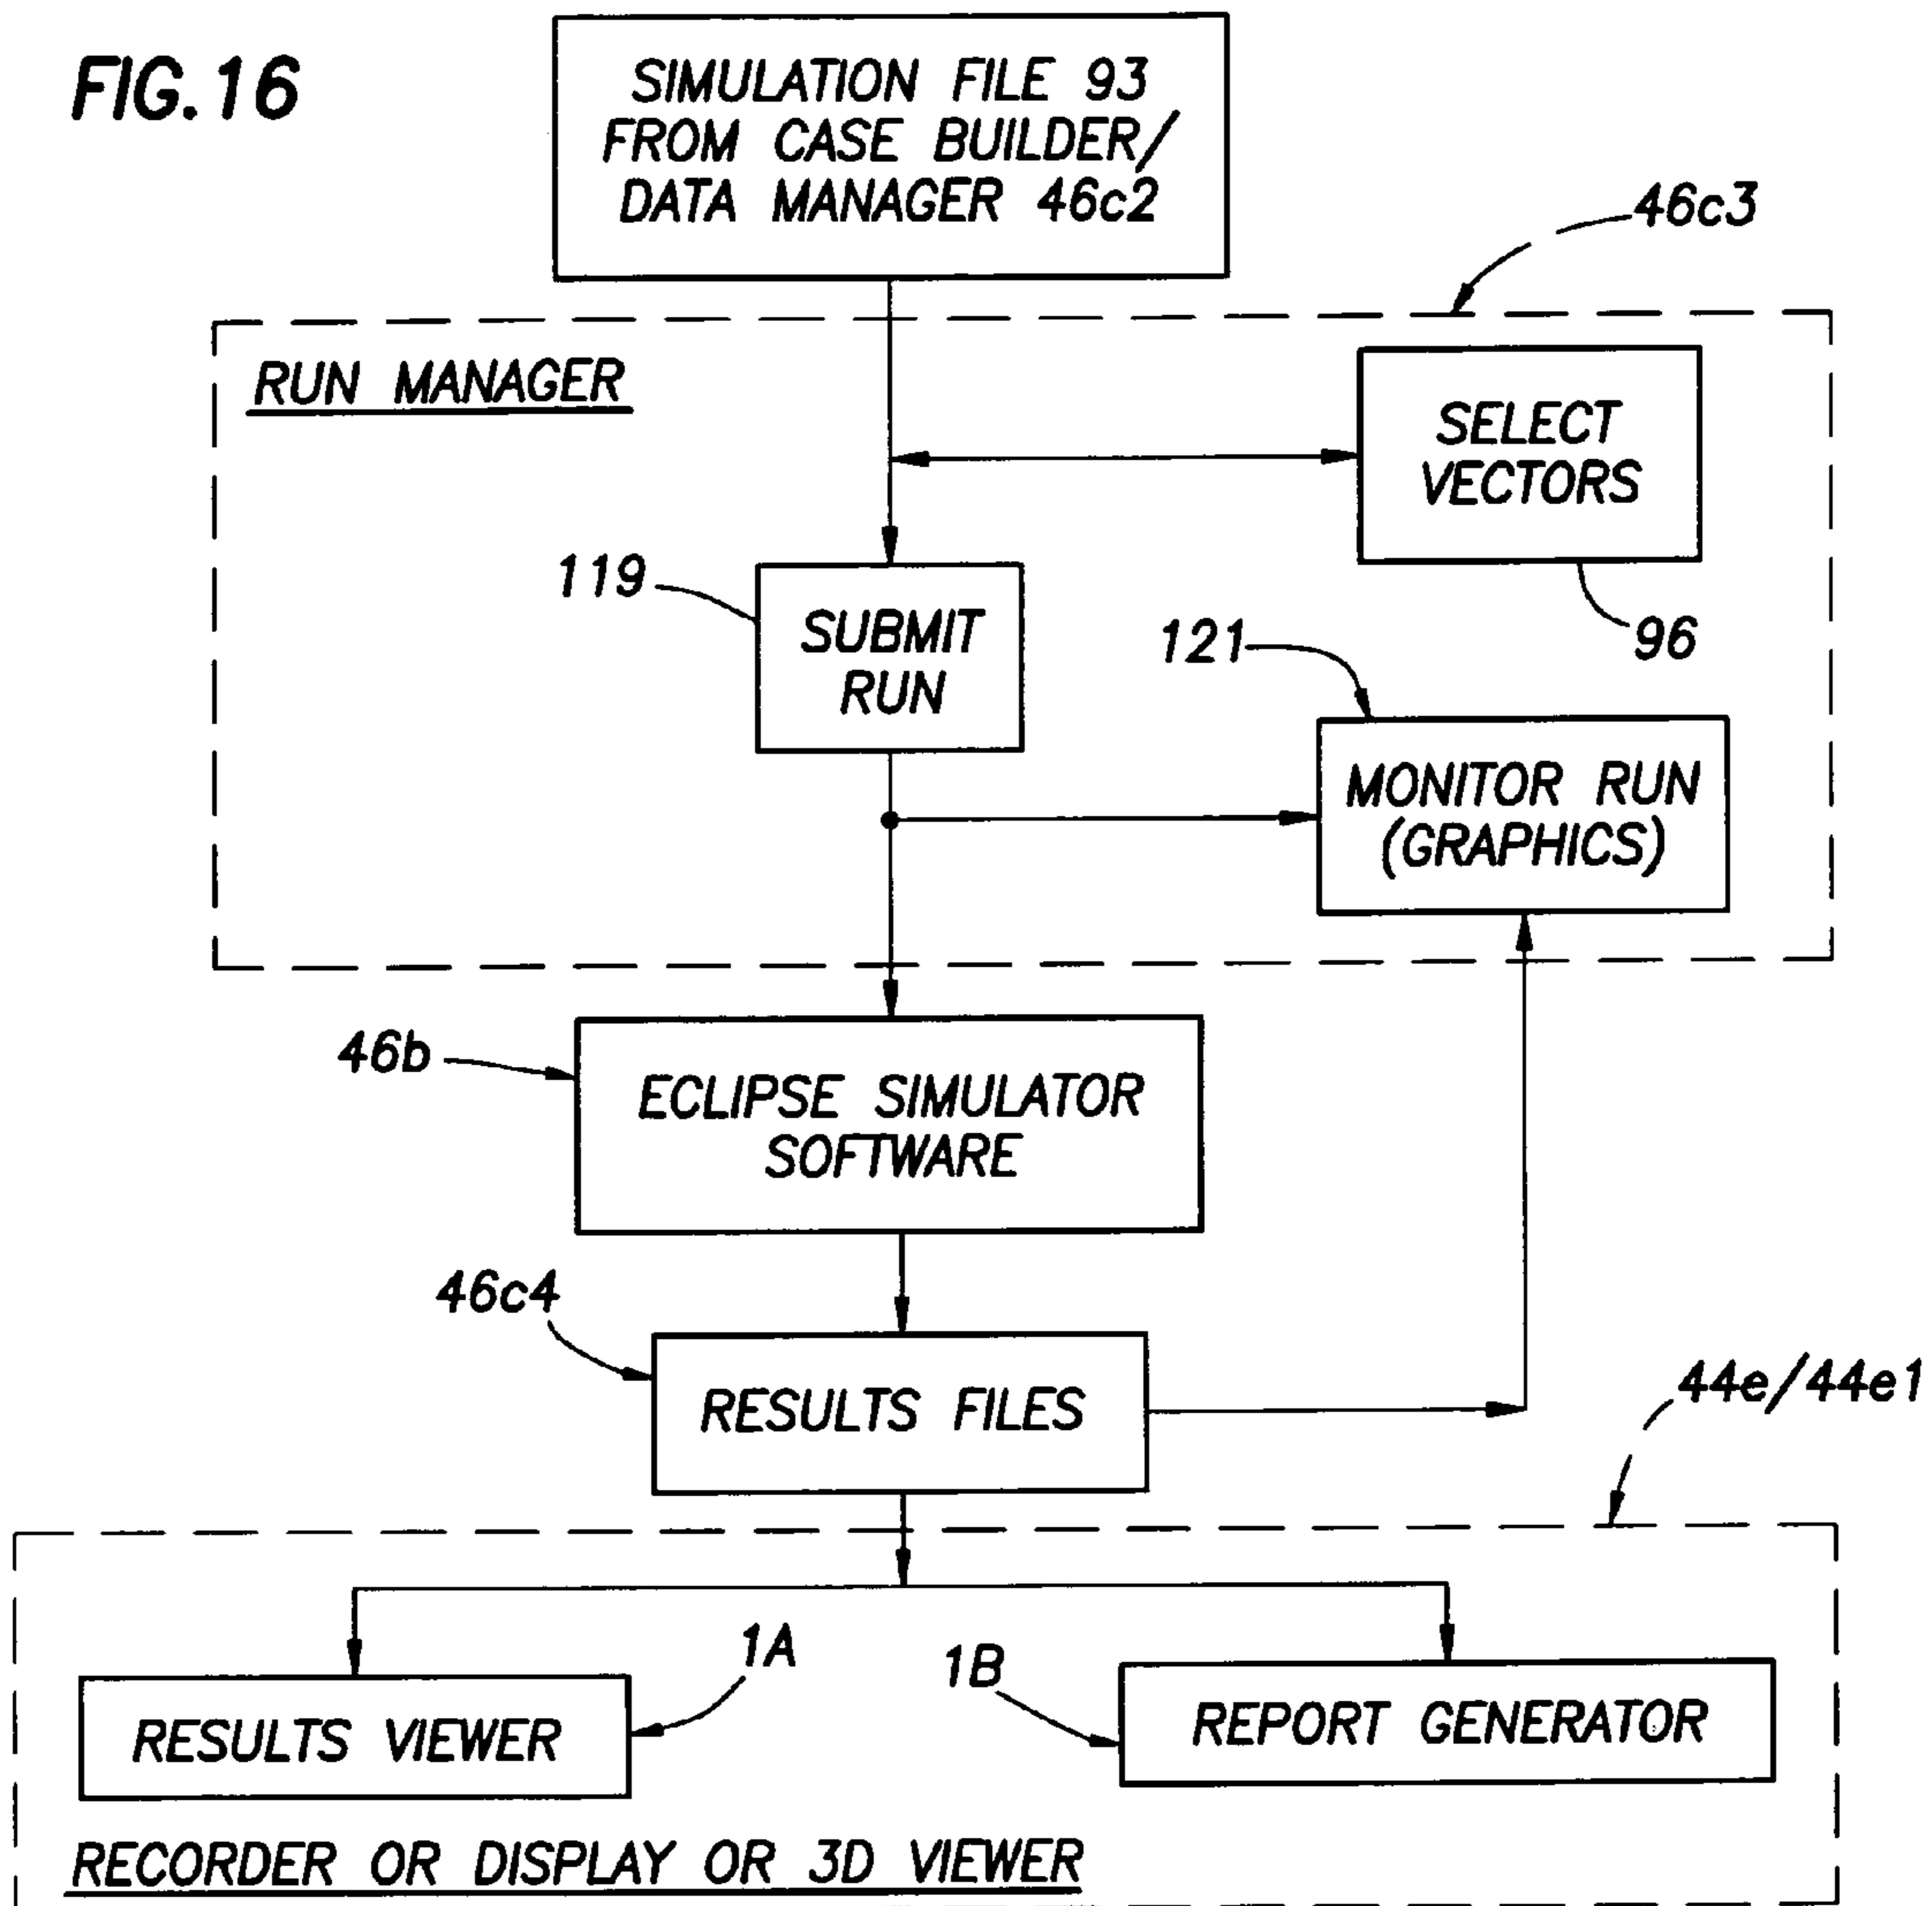 FIG.16
SIMULATION FILE 93
FROM CASE BUILDER/
DATA MANAGER 46c2
46c3
RUN MANAGER
SELECT
VECTORS
96
119
SUBMIT
RUN
121
MONITOR RUN
(GRAPHICS)
46b
ECLIPSE SIMULATOR
SOFTWARE
46c4
RESULTS FILES
44e/44e1
1A
1B
RESULTS VIEWER
REPORT GENERATOR
RECORDER OR DISPLAY OR 3D VIEWER